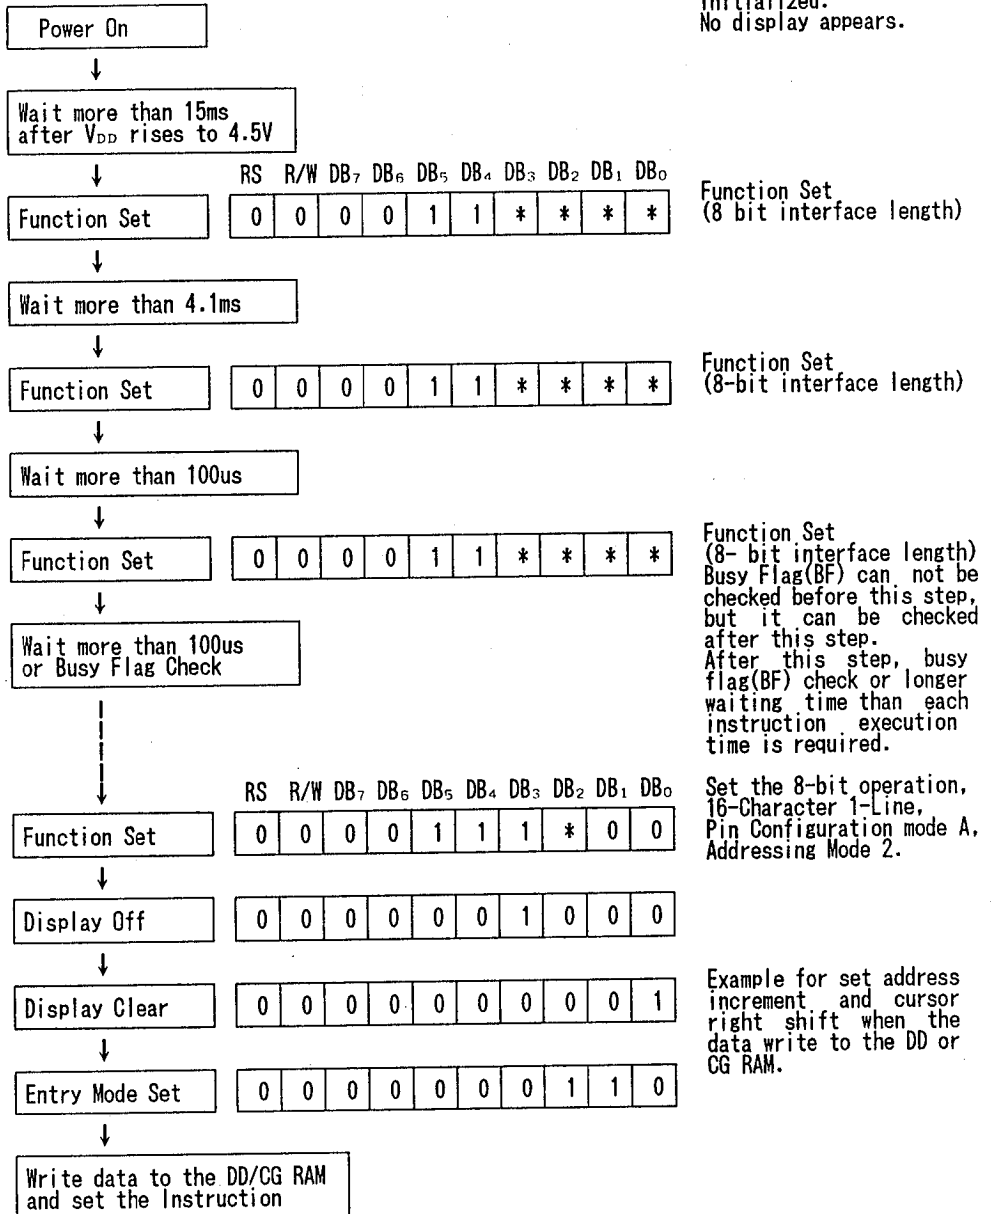 Initialized.
No display appears.
Power On
↓
Wait more than 15ms
after VDD rises to 4.5V
↓
RS R/W DB7 DB6 DB5 DB4 DB3 DB2 DB1 DB0
Function Set 0 0 0 0 1 1 * * * *
Function Set
(8 bit interface length)
↓
Wait more than 4.1ms
↓
Function Set 0 0 0 0 1 1 * * * *
Function Set
(8-bit interface length)
↓
Wait more than 100us
↓
Function Set 0 0 0 0 1 1 * * * *
Function Set
(8- bit interface length)
Busy Flag(BF) can not be
checked before this step,
but it can be checked
after this step.
After this step, busy
flag(BF) check or longer
waiting time than each
instruction execution
time is required.
↓
Wait more than 100us
or Busy Flag Check
↓
RS R/W DB7 DB6 DB5 DB4 DB3 DB2 DB1 DB0
Function Set 0 0 0 0 1 1 1 * 0 0
Set the 8-bit operation,
16-Character 1-Line,
Pin Configuration mode A,
Addressing Mode 2.
↓
Display Off 0 0 0 0 0 0 1 0 0 0
↓
Display Clear 0 0 0 0 0 0 0 0 0 1
Example for set address
increment and cursor
right shift when the
data write to the DD or
CG RAM.
↓
Entry Mode Set 0 0 0 0 0 0 0 1 1 0
↓
Write data to the DD/CG RAM
and set the Instruction